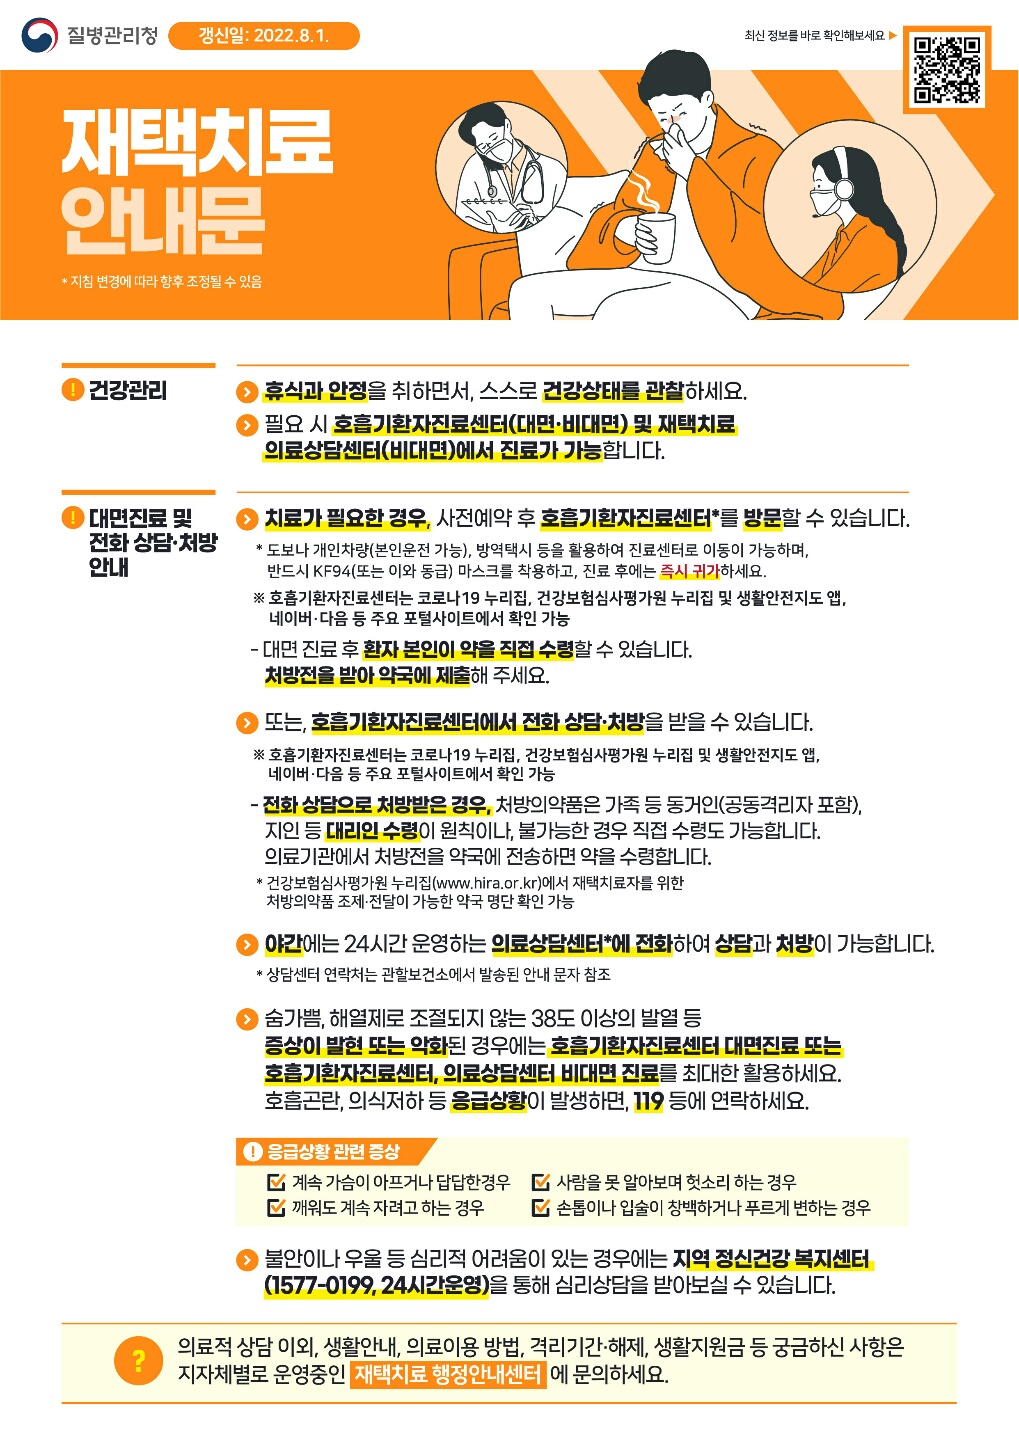 질병관리청
갱신일: 2022.8.1.
최신 정보를 바로 확인해보세요 ▶
재택치료
안내문
* 지침 변경에 따라 향후 조정될 수 있음
! 건강관리
휴식과 안정을 취하면서, 스스로 건강상태를 관찰하세요.
필요 시 호흡기환자진료센터(대면·비대면) 및 재택치료
의료상담센터(비대면)에서 진료가 가능합니다.
! 대면진료 및
전화 상담·처방
안내
치료가 필요한 경우, 사전예약 후 호흡기환자진료센터*를 방문할 수 있습니다.
* 도보나 개인차량(본인운전 가능), 방역택시 등을 활용하여 진료센터로 이동이 가능하며,
반드시 KF94(또는 이와 동급) 마스크를 착용하고, 진료 후에는 즉시 귀가하세요.
※ 호흡기환자진료센터는 코로나19 누리집, 건강보험심사평가원 누리집 및 생활안전지도 앱,
네이버·다음 등 주요 포털사이트에서 확인 가능
- 대면 진료 후 환자 본인이 약을 직접 수령할 수 있습니다.
처방전을 받아 약국에 제출해 주세요.
또는, 호흡기환자진료센터에서 전화 상담·처방을 받을 수 있습니다.
※ 호흡기환자진료센터는 코로나19 누리집, 건강보험심사평가원 누리집 및 생활안전지도 앱,
네이버·다음 등 주요 포털사이트에서 확인 가능
- 전화 상담으로 처방받은 경우, 처방의약품은 가족 등 동거인(공동격리자 포함),
지인 등 대리인 수령이 원칙이나, 불가능한 경우 직접 수령도 가능합니다.
의료기관에서 처방전을 약국에 전송하면 약을 수령합니다.
* 건강보험심사평가원 누리집(www.hira.or.kr)에서 재택치료자를 위한
처방의약품 조제·전달이 가능한 약국 명단 확인 가능
야간에는 24시간 운영하는 의료상담센터*에 전화하여 상담과 처방이 가능합니다.
* 상담센터 연락처는 관할보건소에서 발송된 안내 문자 참조
숨가쁨, 해열제로 조절되지 않는 38도 이상의 발열 등
증상이 발현 또는 악화된 경우에는 호흡기환자진료센터 대면진료 또는
호흡기환자진료센터, 의료상담센터 비대면 진료를 최대한 활용하세요.
호흡곤란, 의식저하 등 응급상황이 발생하면, 119 등에 연락하세요.
! 응급상황 관련 증상
계속 가슴이 아프거나 답답한경우
사람을 못 알아보며 헛소리 하는 경우
깨워도 계속 자려고 하는 경우
손톱이나 입술이 창백하거나 푸르게 변하는 경우
불안이나 우울 등 심리적 어려움이 있는 경우에는 지역 정신건강 복지센터
(1577-0199, 24시간운영)을 통해 심리상담을 받아보실 수 있습니다.
? 의료적 상담 이외, 생활안내, 의료이용 방법, 격리기간·해제, 생활지원금 등 궁금하신 사항은
지자체별로 운영중인 재택치료 행정안내센터 에 문의하세요.